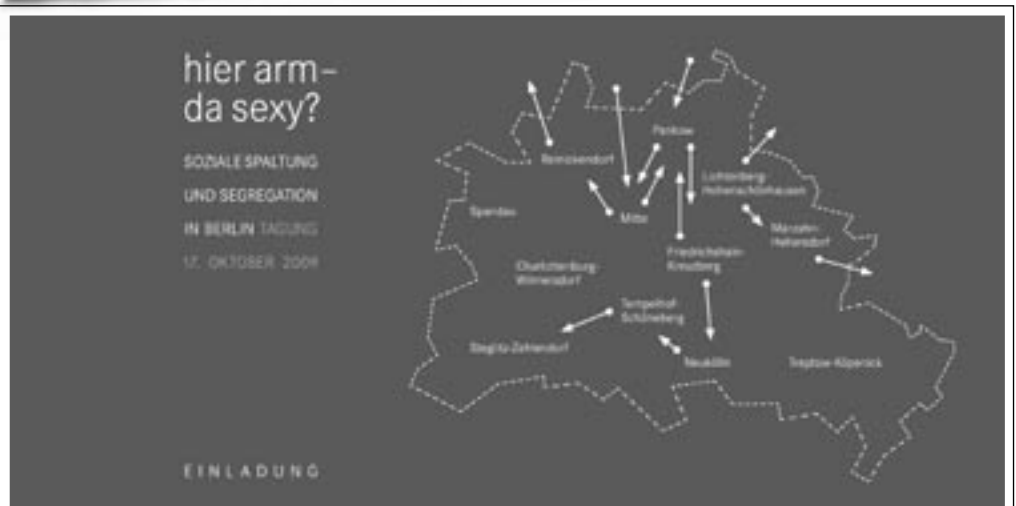 hier arm–
da sexy?
SOZIALE SPALTUNG
UND SEGREGATION
IN BERLIN TAGUNG
17. OKTOBER 2009
EINLADUNG
Pankow
Reinickendorf
Lichtenberg-
Hohenschönhausen
Spandau
Mitte
Marzahn-
Hellersdorf
Friedrichshain-
Kreuzberg
Charlottenburg-
Wilmersdorf
Tempelhof-
Schöneberg
Steglitz-Zehlendorf
Neukölln
Treptow-Köpenick